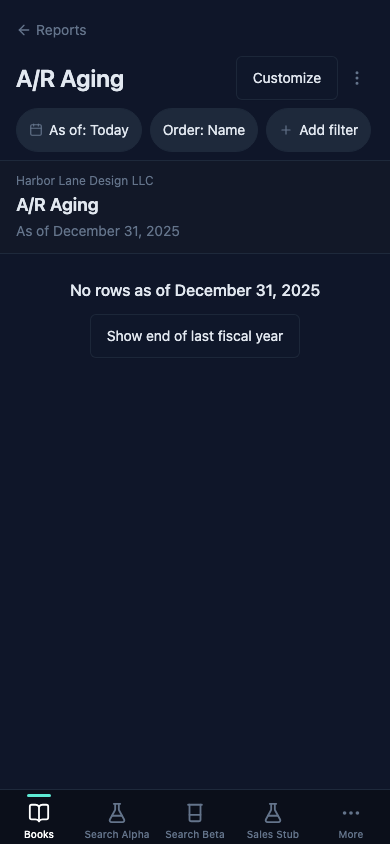 Reports
A/R Aging
Customize
As of: Today
Order: Name
Add filter
Harbor Lane Design LLC
A/R Aging
As of December 31, 2025
No rows as of December 31, 2025
Show end of last fiscal year
Books
Search Alpha
Search Beta
Sales Stub
More